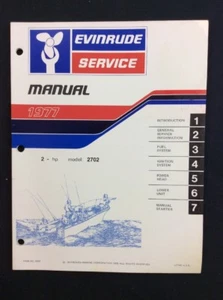 EVINRUDE
SERVICE
MANUAL
1977
2 - hp model 2702
INTRODUCTION 1
GENERAL SERVICE INFORMATION 2
FUEL SYSTEM 3
IGNITION SYSTEM 4
POWER HEAD 5
LOWER UNIT 6
MANUAL STARTER 7